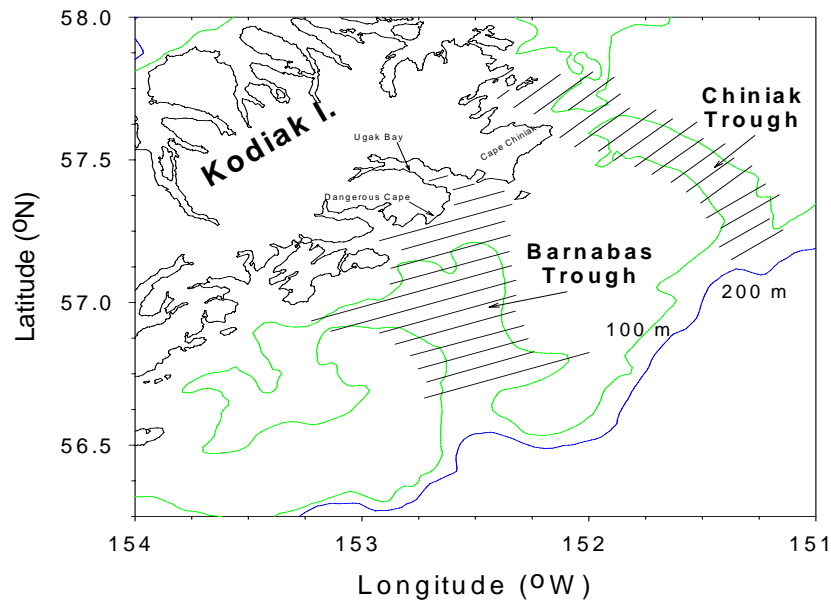 58.0
57.5
57.0
56.5
Latitude (ºN)
154
153
152
151
Longitude (ºW)
Kodiak I.
Ugak Bay
Cape Chiniak
Dangerous Cape
Chiniak
Trough
Barnabas
Trough
200 m
100 m